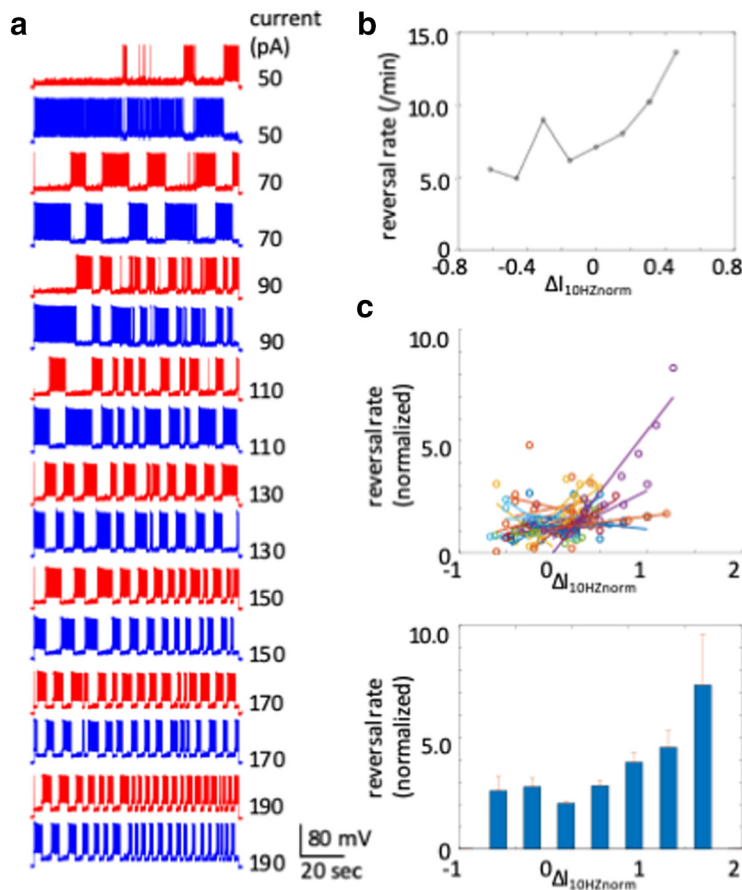 a
current
(pA)
50
50
70
70
90
90
110
110
130
130
150
150
170
170
190
190
80 mV
20 sec
b
reversal rate (/min)
15.0
10.0
5.0
0
-0.8 -0.4 0 0.4 0.8
ΔI10HZnorm
c
reversal rate
(normalized)
10.0
5.0
0
-1 0 1 2
ΔI10HZnorm
reversal rate
(normalized)
10.0
5.0
0
-1 0 1 2
ΔI10HZnorm